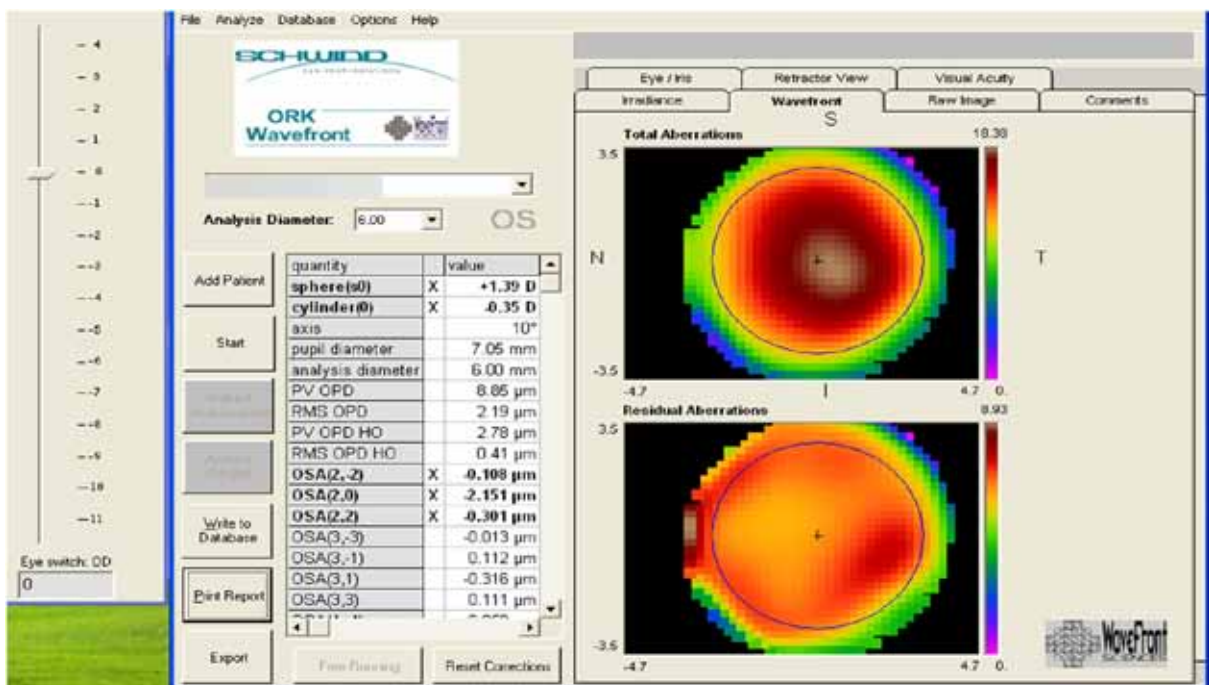 4
3
2
1
0
-1
-2
-3
-4
-5
-6
-7
-8
-9
-10
-11
Eye switch: OD
0
File Analyze Database Options Help
SCHWIND
ORK
Wavefront
Analysis Diameter: 6.00 OS
Add Patient
Start
Write to
Database
Print Report
Export
quantity value
sphere(s0) X +1.39 D
cylinder(0) X -0.35 D
axis 10°
pupil diameter 7.05 mm
analysis diameter 6.00 mm
PV OPD 8.85 µm
RMS OPD 2.19 µm
PV OPD HO 2.78 µm
RMS OPD HO 0.41 µm
OSA(2,-2) X -0.108 µm
OSA(2,0) X -2.151 µm
OSA(2,2) X -0.301 µm
OSA(3,-3) -0.013 µm
OSA(3,-1) 0.112 µm
OSA(3,1) -0.316 µm
OSA(3,3) 0.111 µm
Free Running Reset Corrections
Eye / Iris Refractor View Visual Acuity
Irradiance Wavefront Raw Image Comments
S
Total Aberrations 18.38
3.5
N T
-3.5
-4.7 I 4.7 0.
Residual Aberrations 8.93
3.5
-3.5
-4.7 4.7 0.
WaveFront